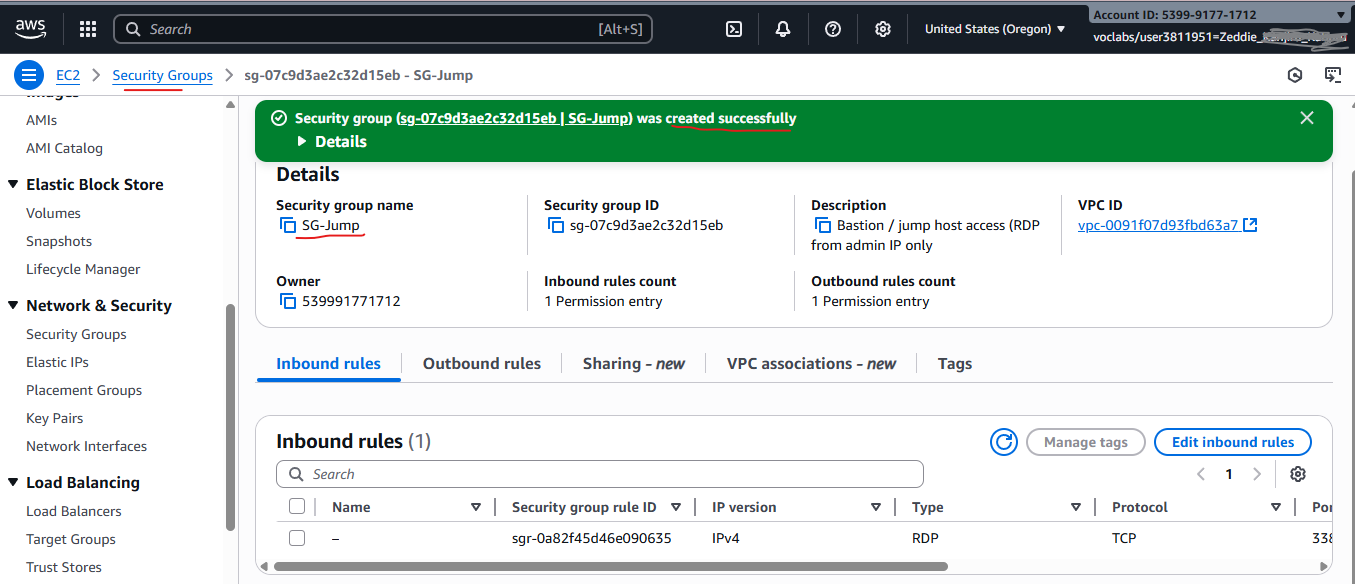 aws
Search [Alt+S]
United States (Oregon)
Account ID: 5399-9177-1712
voclabs/user3811951=Zeddie_
EC2 Security Groups sg-07c9d3ae2c32d15eb - SG-Jump
Images
AMIs
AMI Catalog
Elastic Block Store
Volumes
Snapshots
Lifecycle Manager
Network & Security
Security Groups
Elastic IPs
Placement Groups
Key Pairs
Network Interfaces
Load Balancing
Load Balancers
Target Groups
Trust Stores
Security group (sg-07c9d3ae2c32d15eb | SG-Jump) was created successfully
Details
Details
Security group name
SG-Jump
Security group ID
sg-07c9d3ae2c32d15eb
Description
Bastion / jump host access (RDP
from admin IP only
VPC ID
vpc-0091f07d93fbd63a7
Owner
539991771712
Inbound rules count
1 Permission entry
Outbound rules count
1 Permission entry
Inbound rules Outbound rules Sharing - new VPC associations - new Tags
Inbound rules (1)
Manage tags Edit inbound rules
Search
1
Name Security group rule ID IP version Type Protocol Por
– sgr-0a82f45d46e090635 IPv4 RDP TCP 338